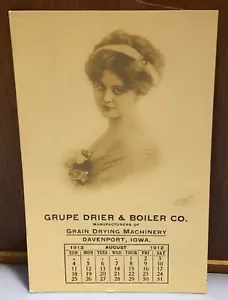 GRUPE DRIER & BOILER CO.
MANUFACTURERS OF
GRAIN DRYING MACHINERY
DAVENPORT, IOWA.
1912 AUGUST 1912
SUN. MON. TUE. WED. THUR. FRI. SAT.
- - - - 1 2 3
4 5 6 7 8 9 10
11 12 13 14 15 16 17
18 19 20 21 22 23 24
25 26 27 28 29 30 31